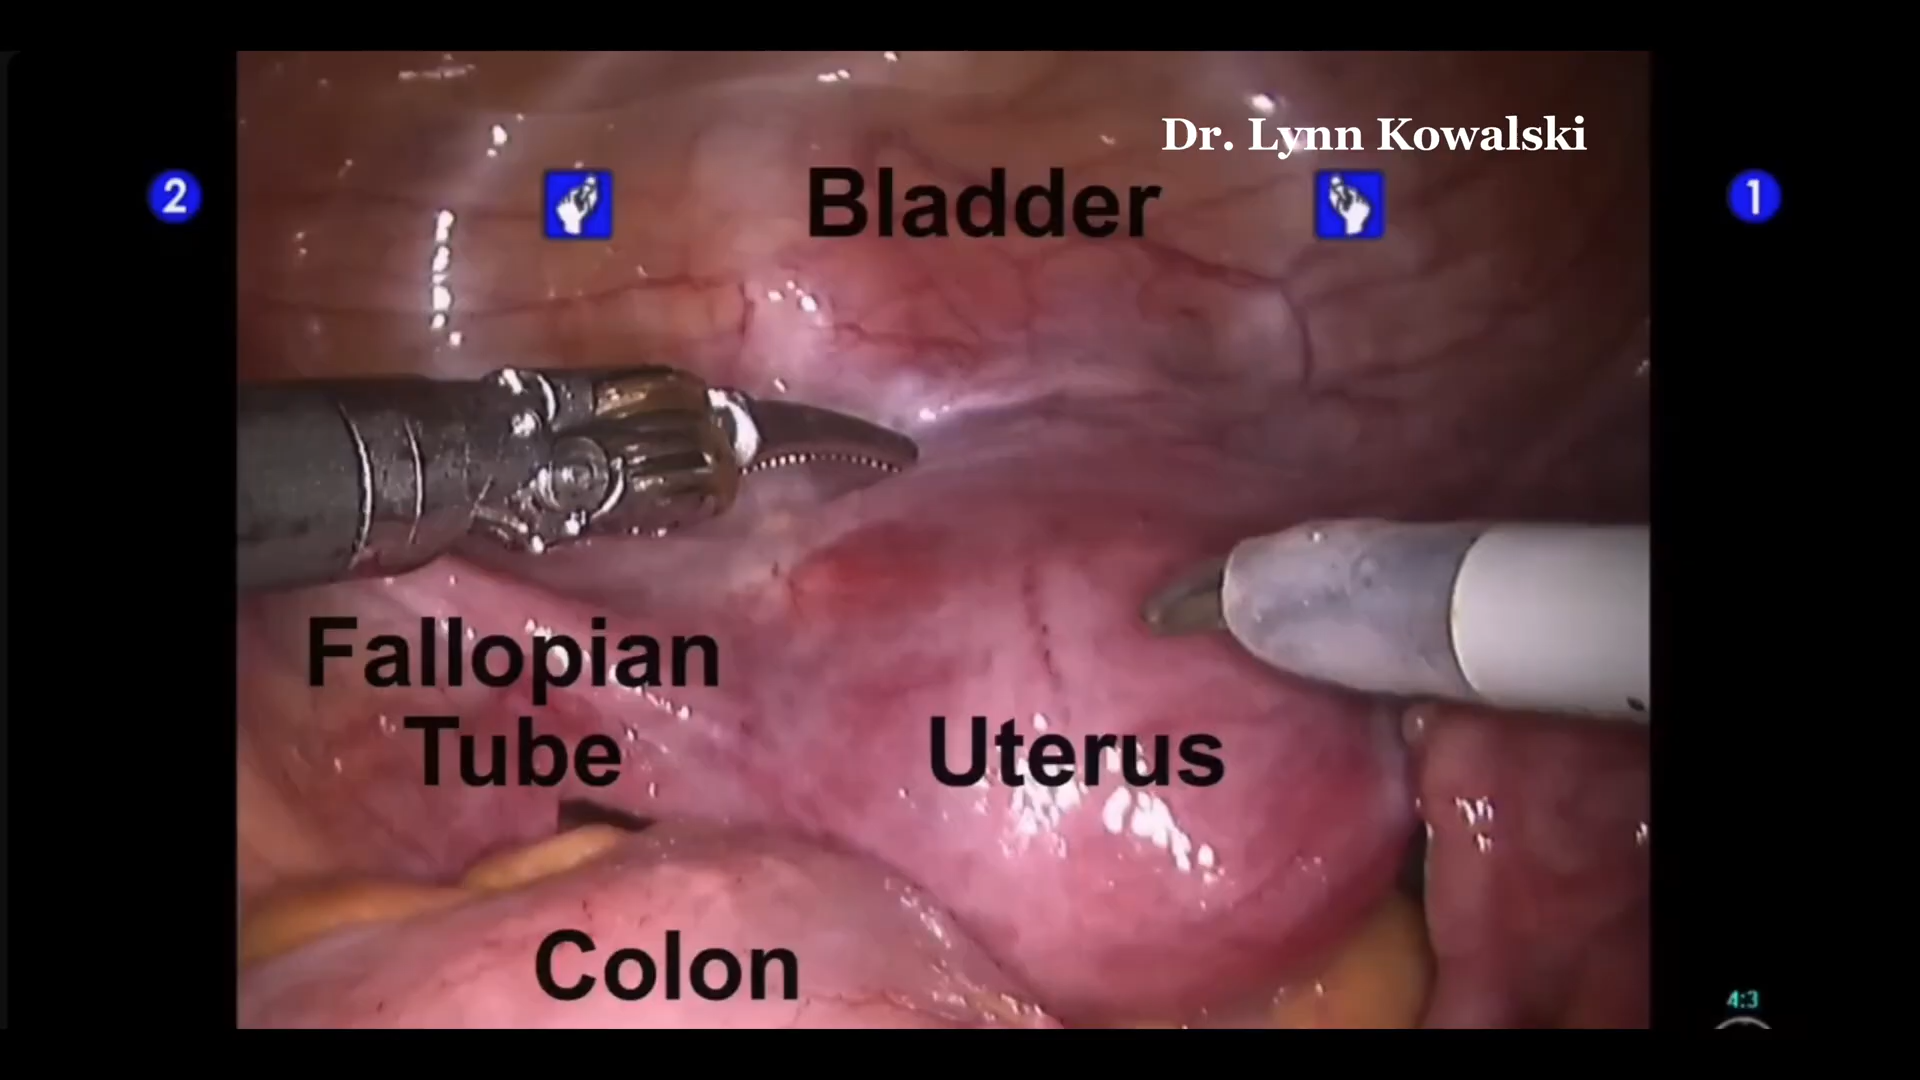 Dr. Lynn Kowalski
2
Bladder
1
Fallopian
Tube
Uterus
Colon
4:3